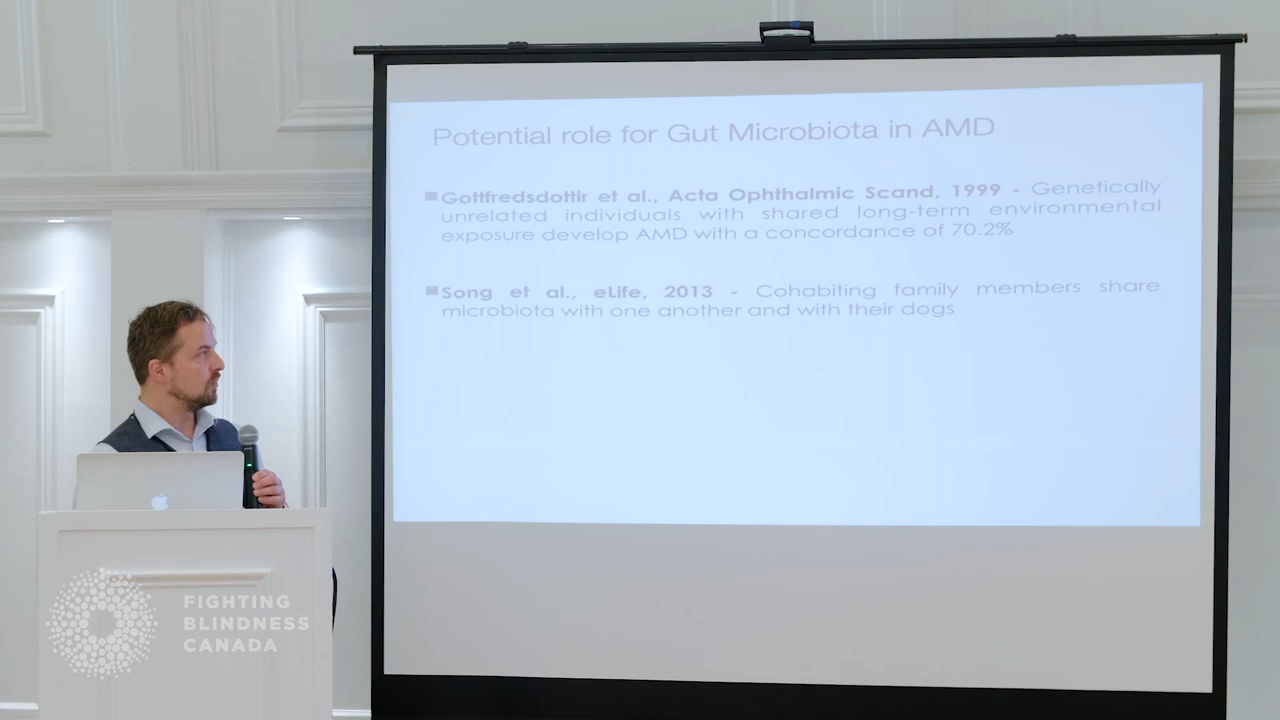 Potential role for Gut Microbiota in AMD
Gottfredsdottir et al., Acta Ophthalmic Scand, 1999 - Genetically
unrelated individuals with shared long-term environmental
exposure develop AMD with a concordance of 70.2%
Song et al., eLife, 2013 - Cohabiting family members share
microbiota with one another and with their dogs
FIGHTING
BLINDNESS
CANADA